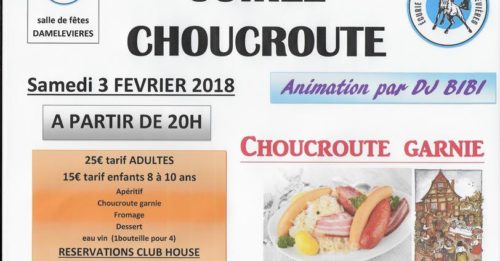 salle de fêtes
DAMELEVIERES
CHOUCROUTE
Samedi 3 FEVRIER 2018
Animation par DJ BIBI
A PARTIR DE 20H
CHOUCROUTE GARNIE
25€ tarif ADULTES
15€ tarif enfants 8 à 10 ans
Apéritif
Choucroute garnie
Fromage
Dessert
eau vin (1bouteille pour 4)
RESERVATIONS CLUB HOUSE